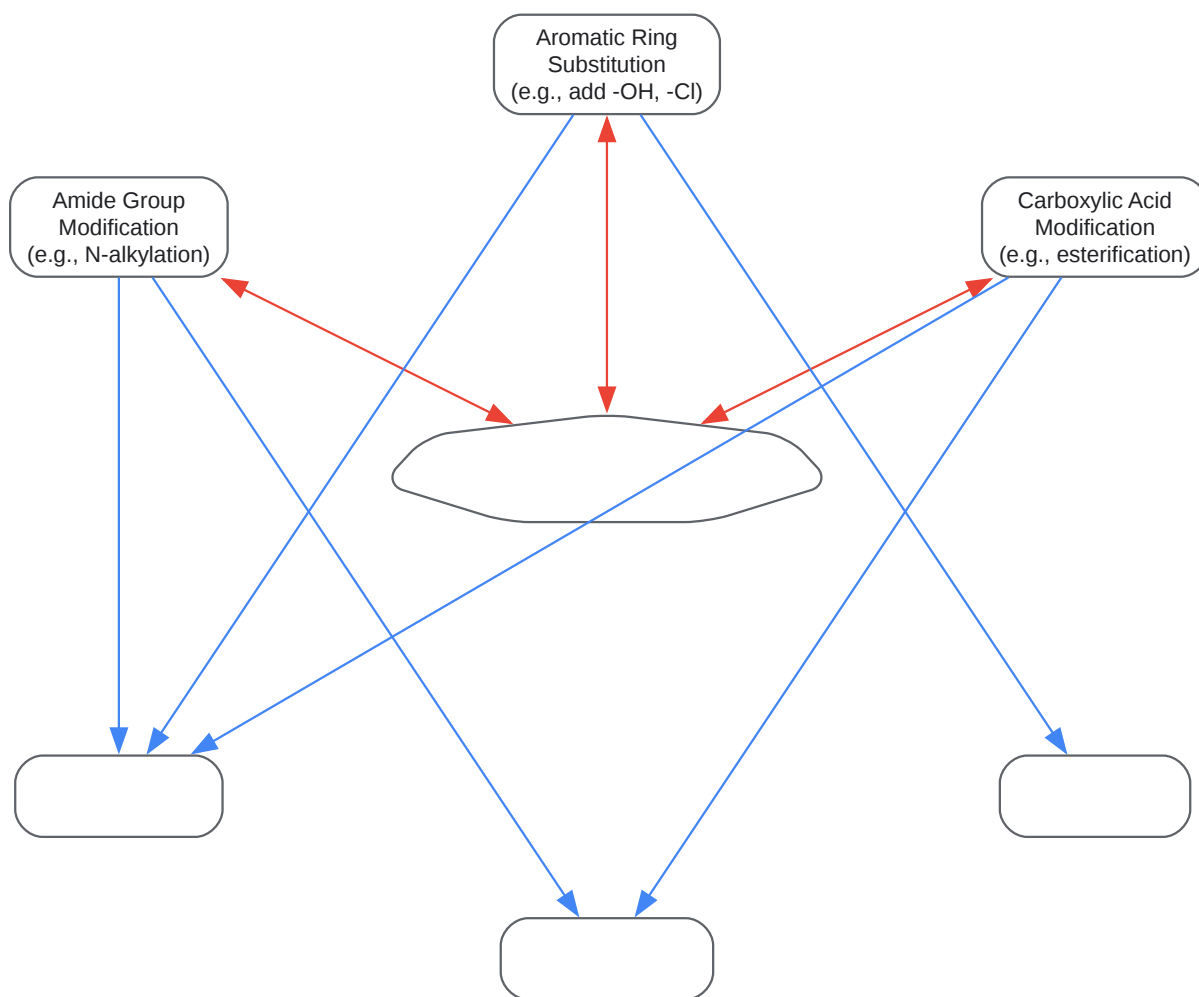 Aromatic Ring
Substitution
(e.g., add -OH, -Cl)
Amide Group
Modification
(e.g., N-alkylation)
Carboxylic Acid
Modification
(e.g., esterification)